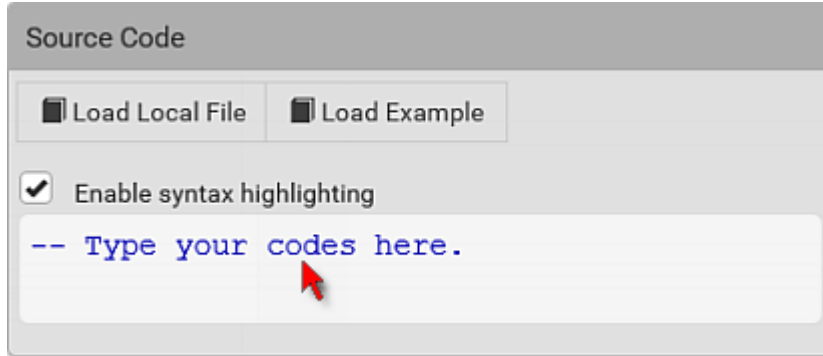 Source Code
Load Local File Load Example
Enable syntax highlighting
-- Type your codes here.